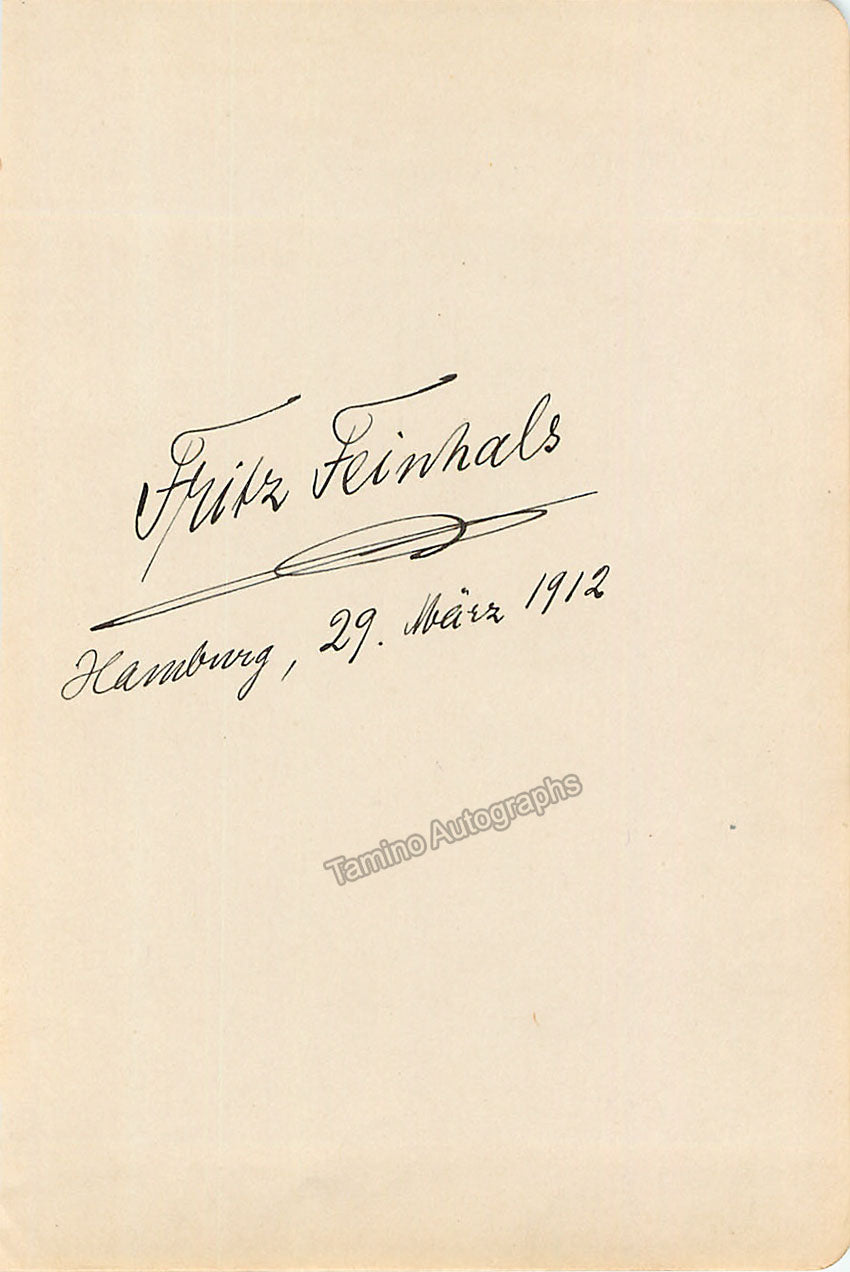 Fritz Feinhals
Hamburg, 29. März 1912
Tamino Autographs